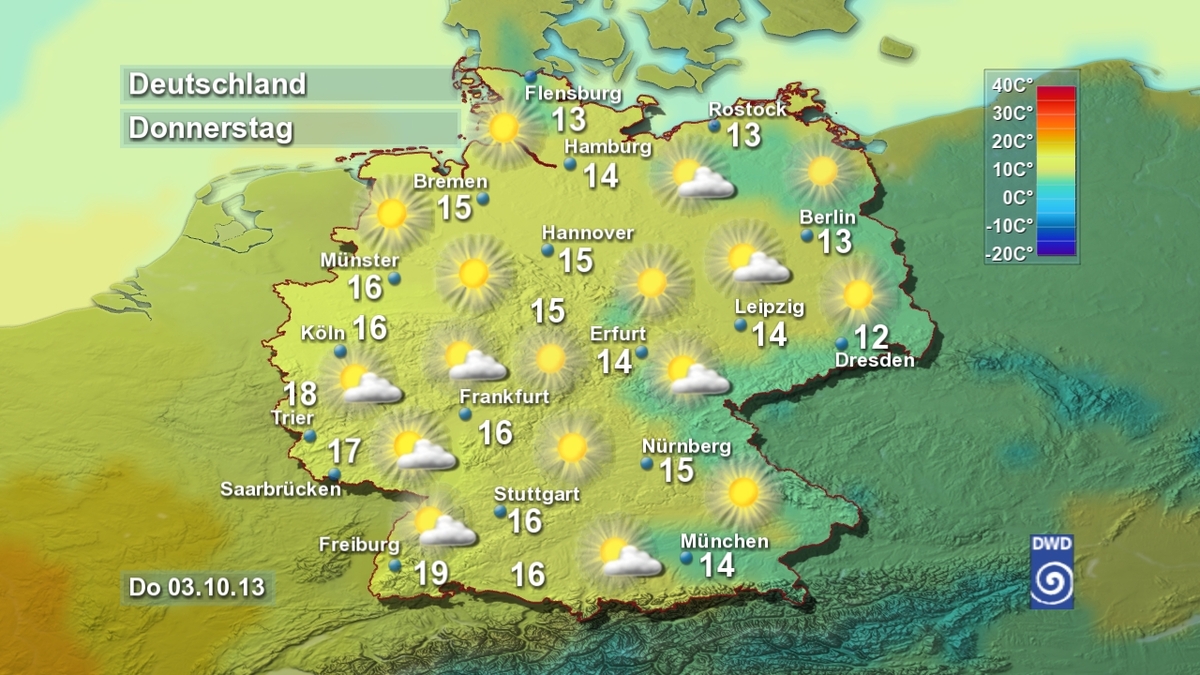 Deutschland
Donnerstag
Flensburg
13
Rostock
13
Hamburg
14
Bremen
15
Berlin
13
Hannover
15
Münster
16
15
Leipzig
14
Köln 16
Erfurt
14
12
Dresden
18
Trier
Frankfurt
16
17
Saarbrücken
Nürnberg
15
Stuttgart
16
Freiburg
19
16
München
14
Do 03.10.13
40C°
30C°
20C°
10C°
0C°
-10C°
-20C°
DWD